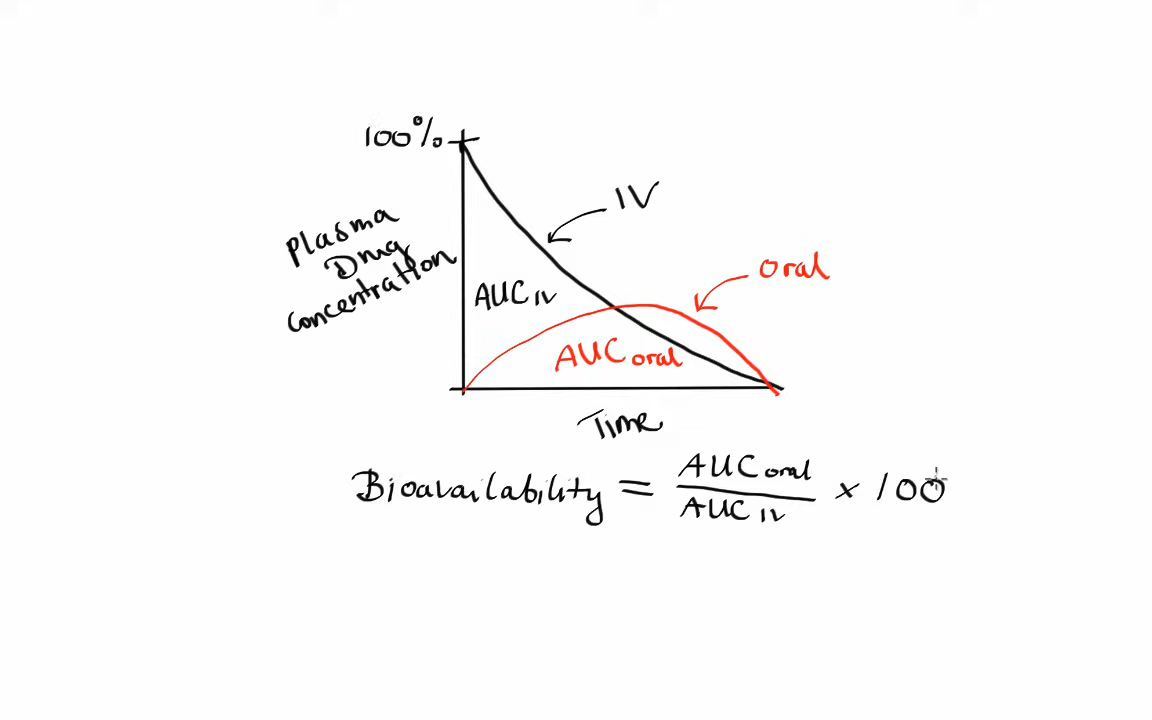 100%
IV
Plasma
Drug
concentration
oral
AUC IV
AUC oral
Time
Bioavailability = AUC oral / AUC IV × 100